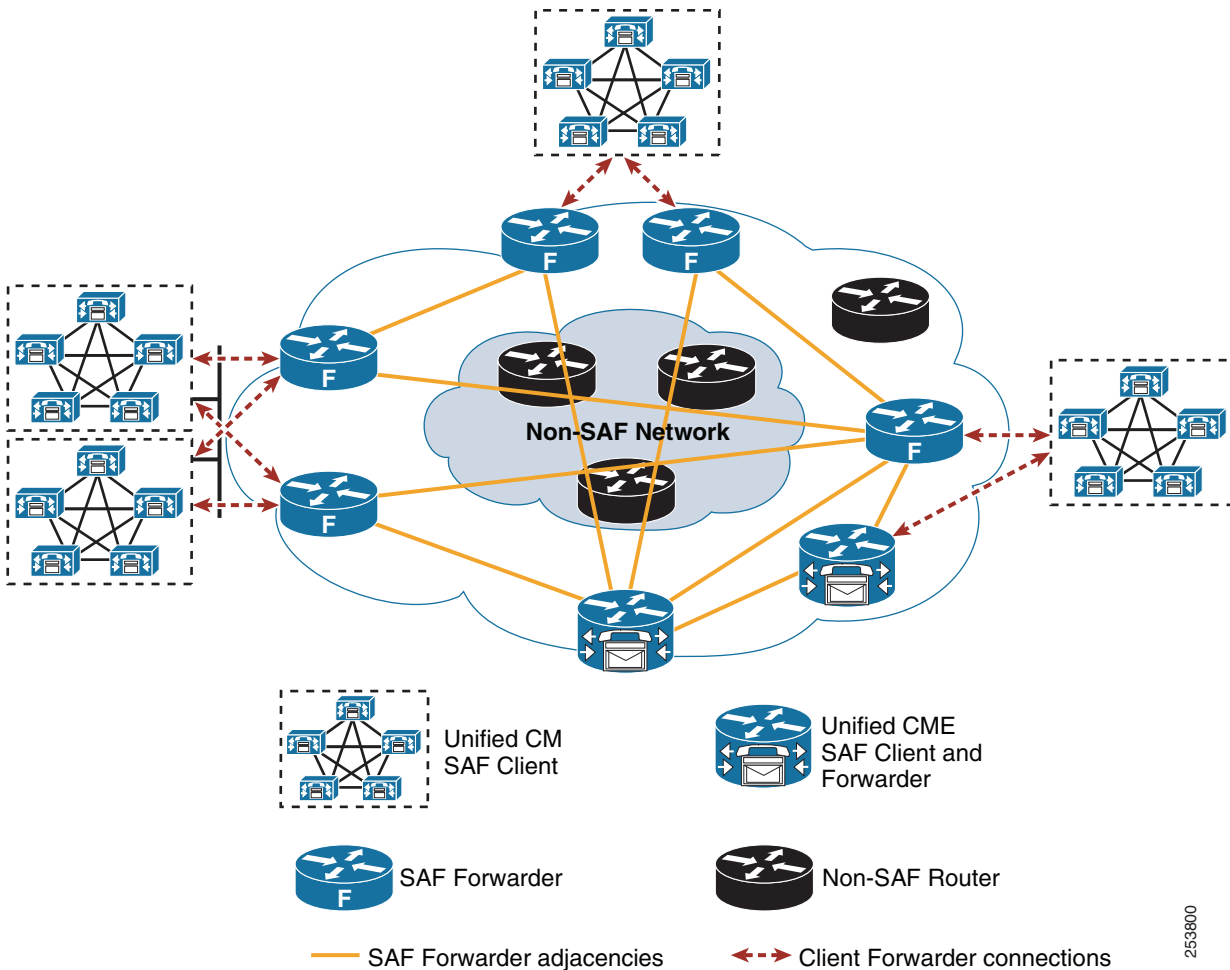 F
F
F
Non-SAF Network
F
F
Unified CM
SAF Client
Unified CME
SAF Client and
Forwarder
F
SAF Forwarder
Non-SAF Router
SAF Forwarder adjacencies
Client Forwarder connections
253800